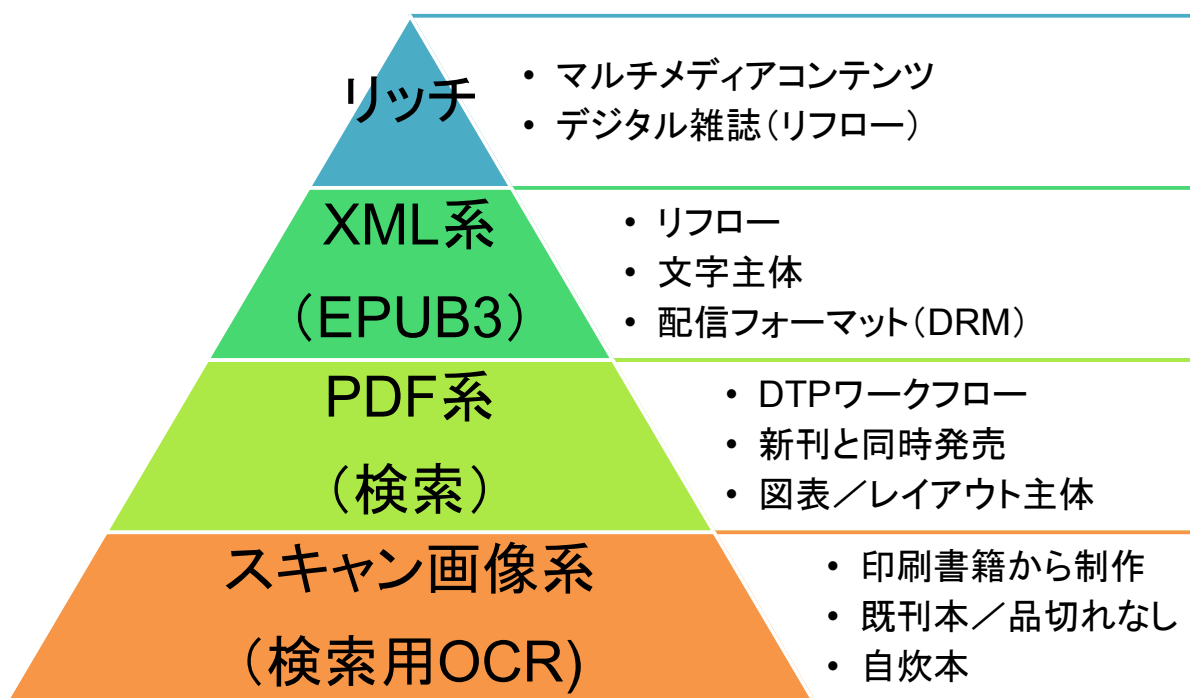 リッチ
• マルチメディアコンテンツ
• デジタル雑誌（リフロー）
XML系
（EPUB3）
• リフロー
• 文字主体
• 配信フォーマット（DRM）
PDF系
（検索）
• DTPワークフロー
• 新刊と同時発売
• 図表／レイアウト主体
スキャン画像系
（検索用OCR)
• 印刷書籍から制作
• 既刊本／品切れなし
• 自炊本